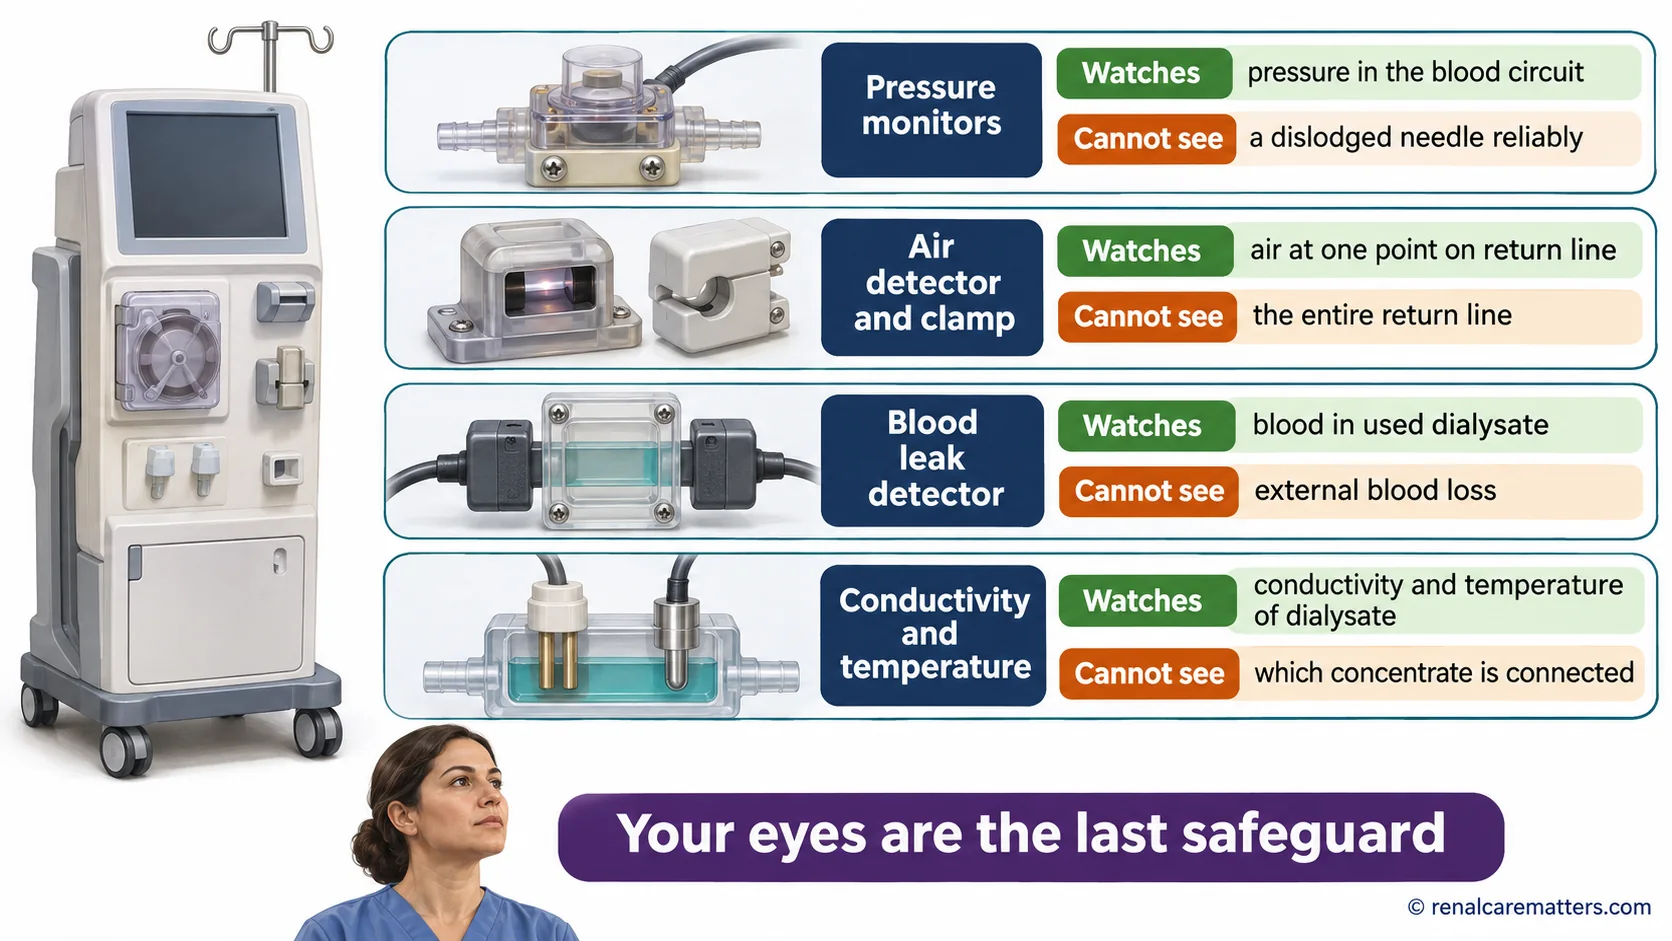 Pressure
monitors
Watches
pressure in the blood circuit
Cannot see
a dislodged needle reliably
Air
detector
and clamp
Watches
air at one point on return line
Cannot see
the entire return line
Blood
leak
detector
Watches
blood in used dialysate
Cannot see
external blood loss
Conductivity
and
temperature
Watches
conductivity and temperature
of dialysate
Cannot see
which concentrate is connected
Your eyes are the last safeguard
© renalcarematters.com